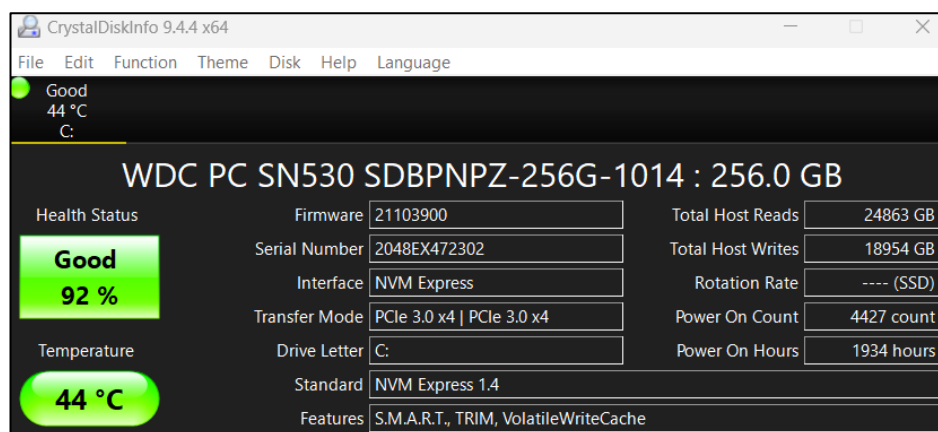 CrystalDiskInfo 9.4.4 x64
File Edit Function Theme Disk Help Language
Good
44 °C
C:
WDC PC SN530 SDBPNPZ-256G-1014 : 256.0 GB
Health Status
Good
92 %
Temperature
44 °C
Firmware 21103900
Serial Number 2048EX472302
Interface NVM Express
Transfer Mode PCIe 3.0 x4 | PCIe 3.0 x4
Drive Letter C:
Standard NVM Express 1.4
Features S.M.A.R.T., TRIM, VolatileWriteCache
Total Host Reads 24863 GB
Total Host Writes 18954 GB
Rotation Rate ---- (SSD)
Power On Count 4427 count
Power On Hours 1934 hours